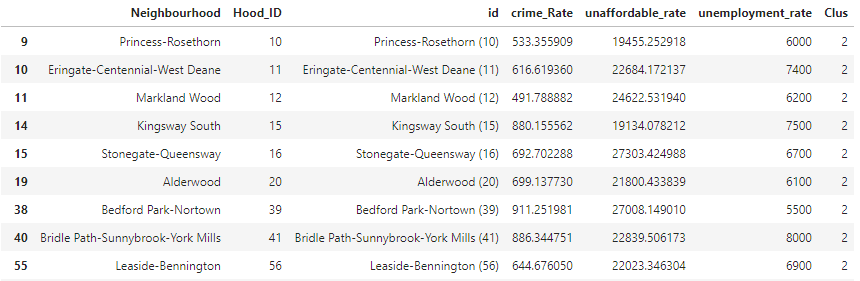 Neighbourhood Hood_ID id crime_Rate unaffordable_rate unemployment_rate Clus
9 Princess-Rosethorn 10 Princess-Rosethorn (10) 533.355909 19455.252918 6000 2
10 Eringate-Centennial-West Deane 11 Eringate-Centennial-West Deane (11) 616.619360 22684.172137 7400 2
11 Markland Wood 12 Markland Wood (12) 491.788882 24622.531940 6200 2
14 Kingsway South 15 Kingsway South (15) 880.155562 19134.078212 7500 2
15 Stonegate-Queensway 16 Stonegate-Queensway (16) 692.702288 27303.424988 6700 2
19 Alderwood 20 Alderwood (20) 699.137730 21800.433839 6100 2
38 Bedford Park-Nortown 39 Bedford Park-Nortown (39) 911.251981 27008.149010 5500 2
40 Bridle Path-Sunnybrook-York Mills 41 Bridle Path-Sunnybrook-York Mills (41) 886.344751 22839.506173 8000 2
55 Leaside-Bennington 56 Leaside-Bennington (56) 644.676050 22023.346304 6900 2